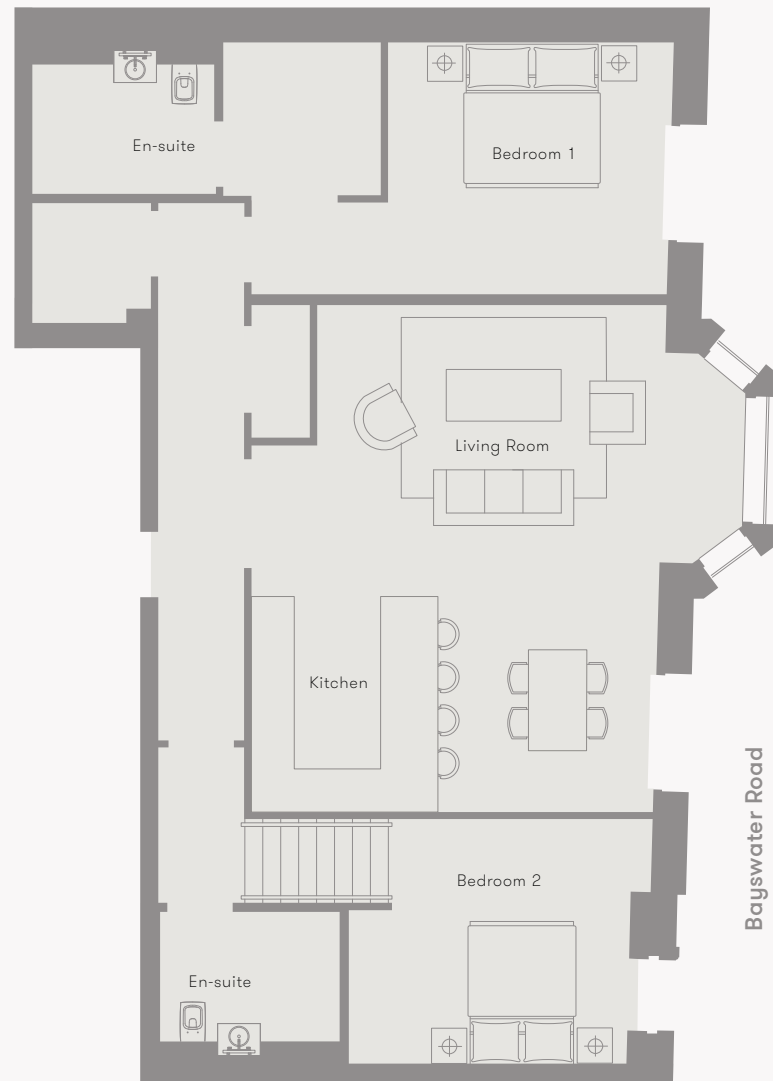 En-suite
Bedroom 1
Living Room
Kitchen
Bayswater Road
Bedroom 2
En-suite